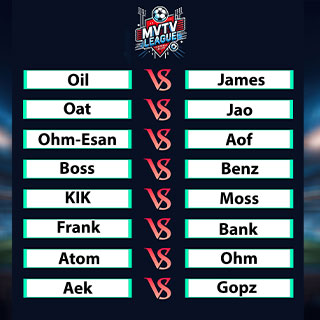 MVTV
LEAGUE
Oil VS James
Oat VS Jao
Ohm-Esan VS Aof
Boss VS Benz
KIK VS Moss
Frank VS Bank
Atom VS Ohm
Aek VS Gopz